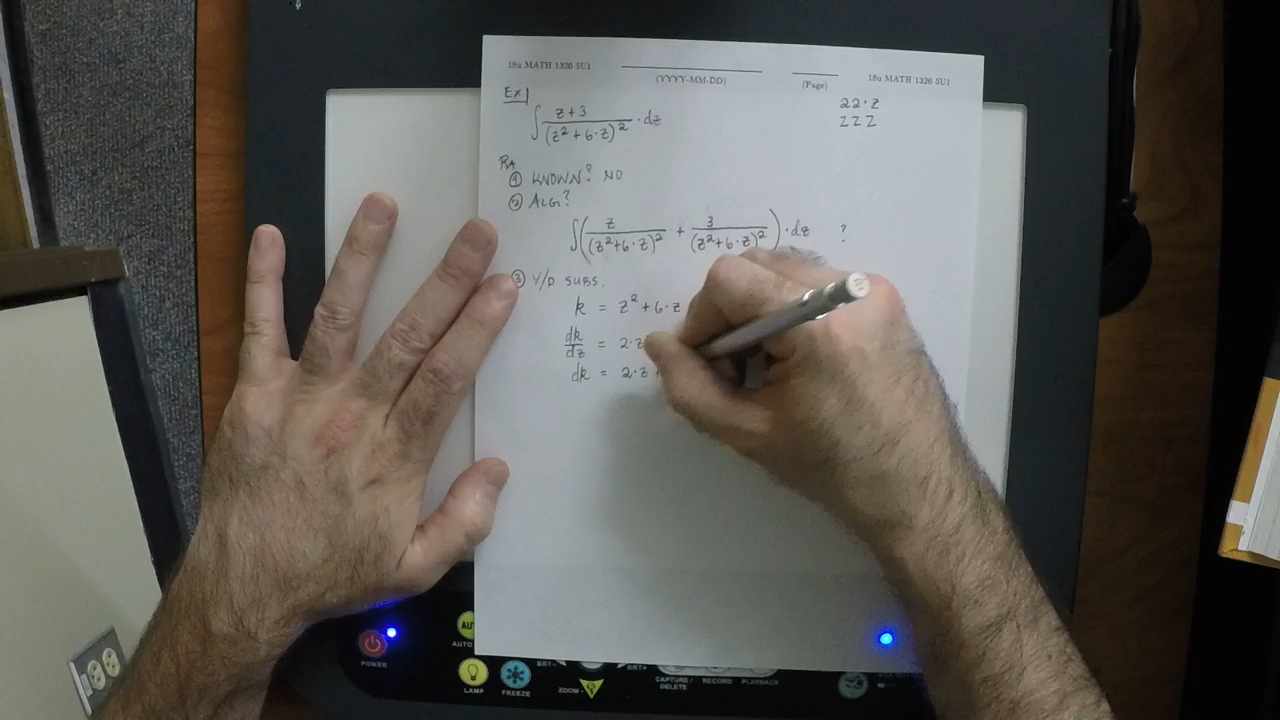 18u MATH 1326 5U1 (YYYY-MM-DD) (Page) 18u MATH 1326 5U1
Ex1
∫ z+3 / (z² + 6·z)² · dz
22·z
zzz
RA
① KNOWN? NO
② ALG?
∫( z / (z²+6·z)² + 3 / (z²+6·z)² ) · dz ?
③ V/D SUBS.
k = z² + 6·z
dk/dz = 2·z
dk = 2·z +
POWER
LAMP
FREEZE
ZOOM
BRT+
CAPTURE/
DELETE
RECORD
PLAYBACK